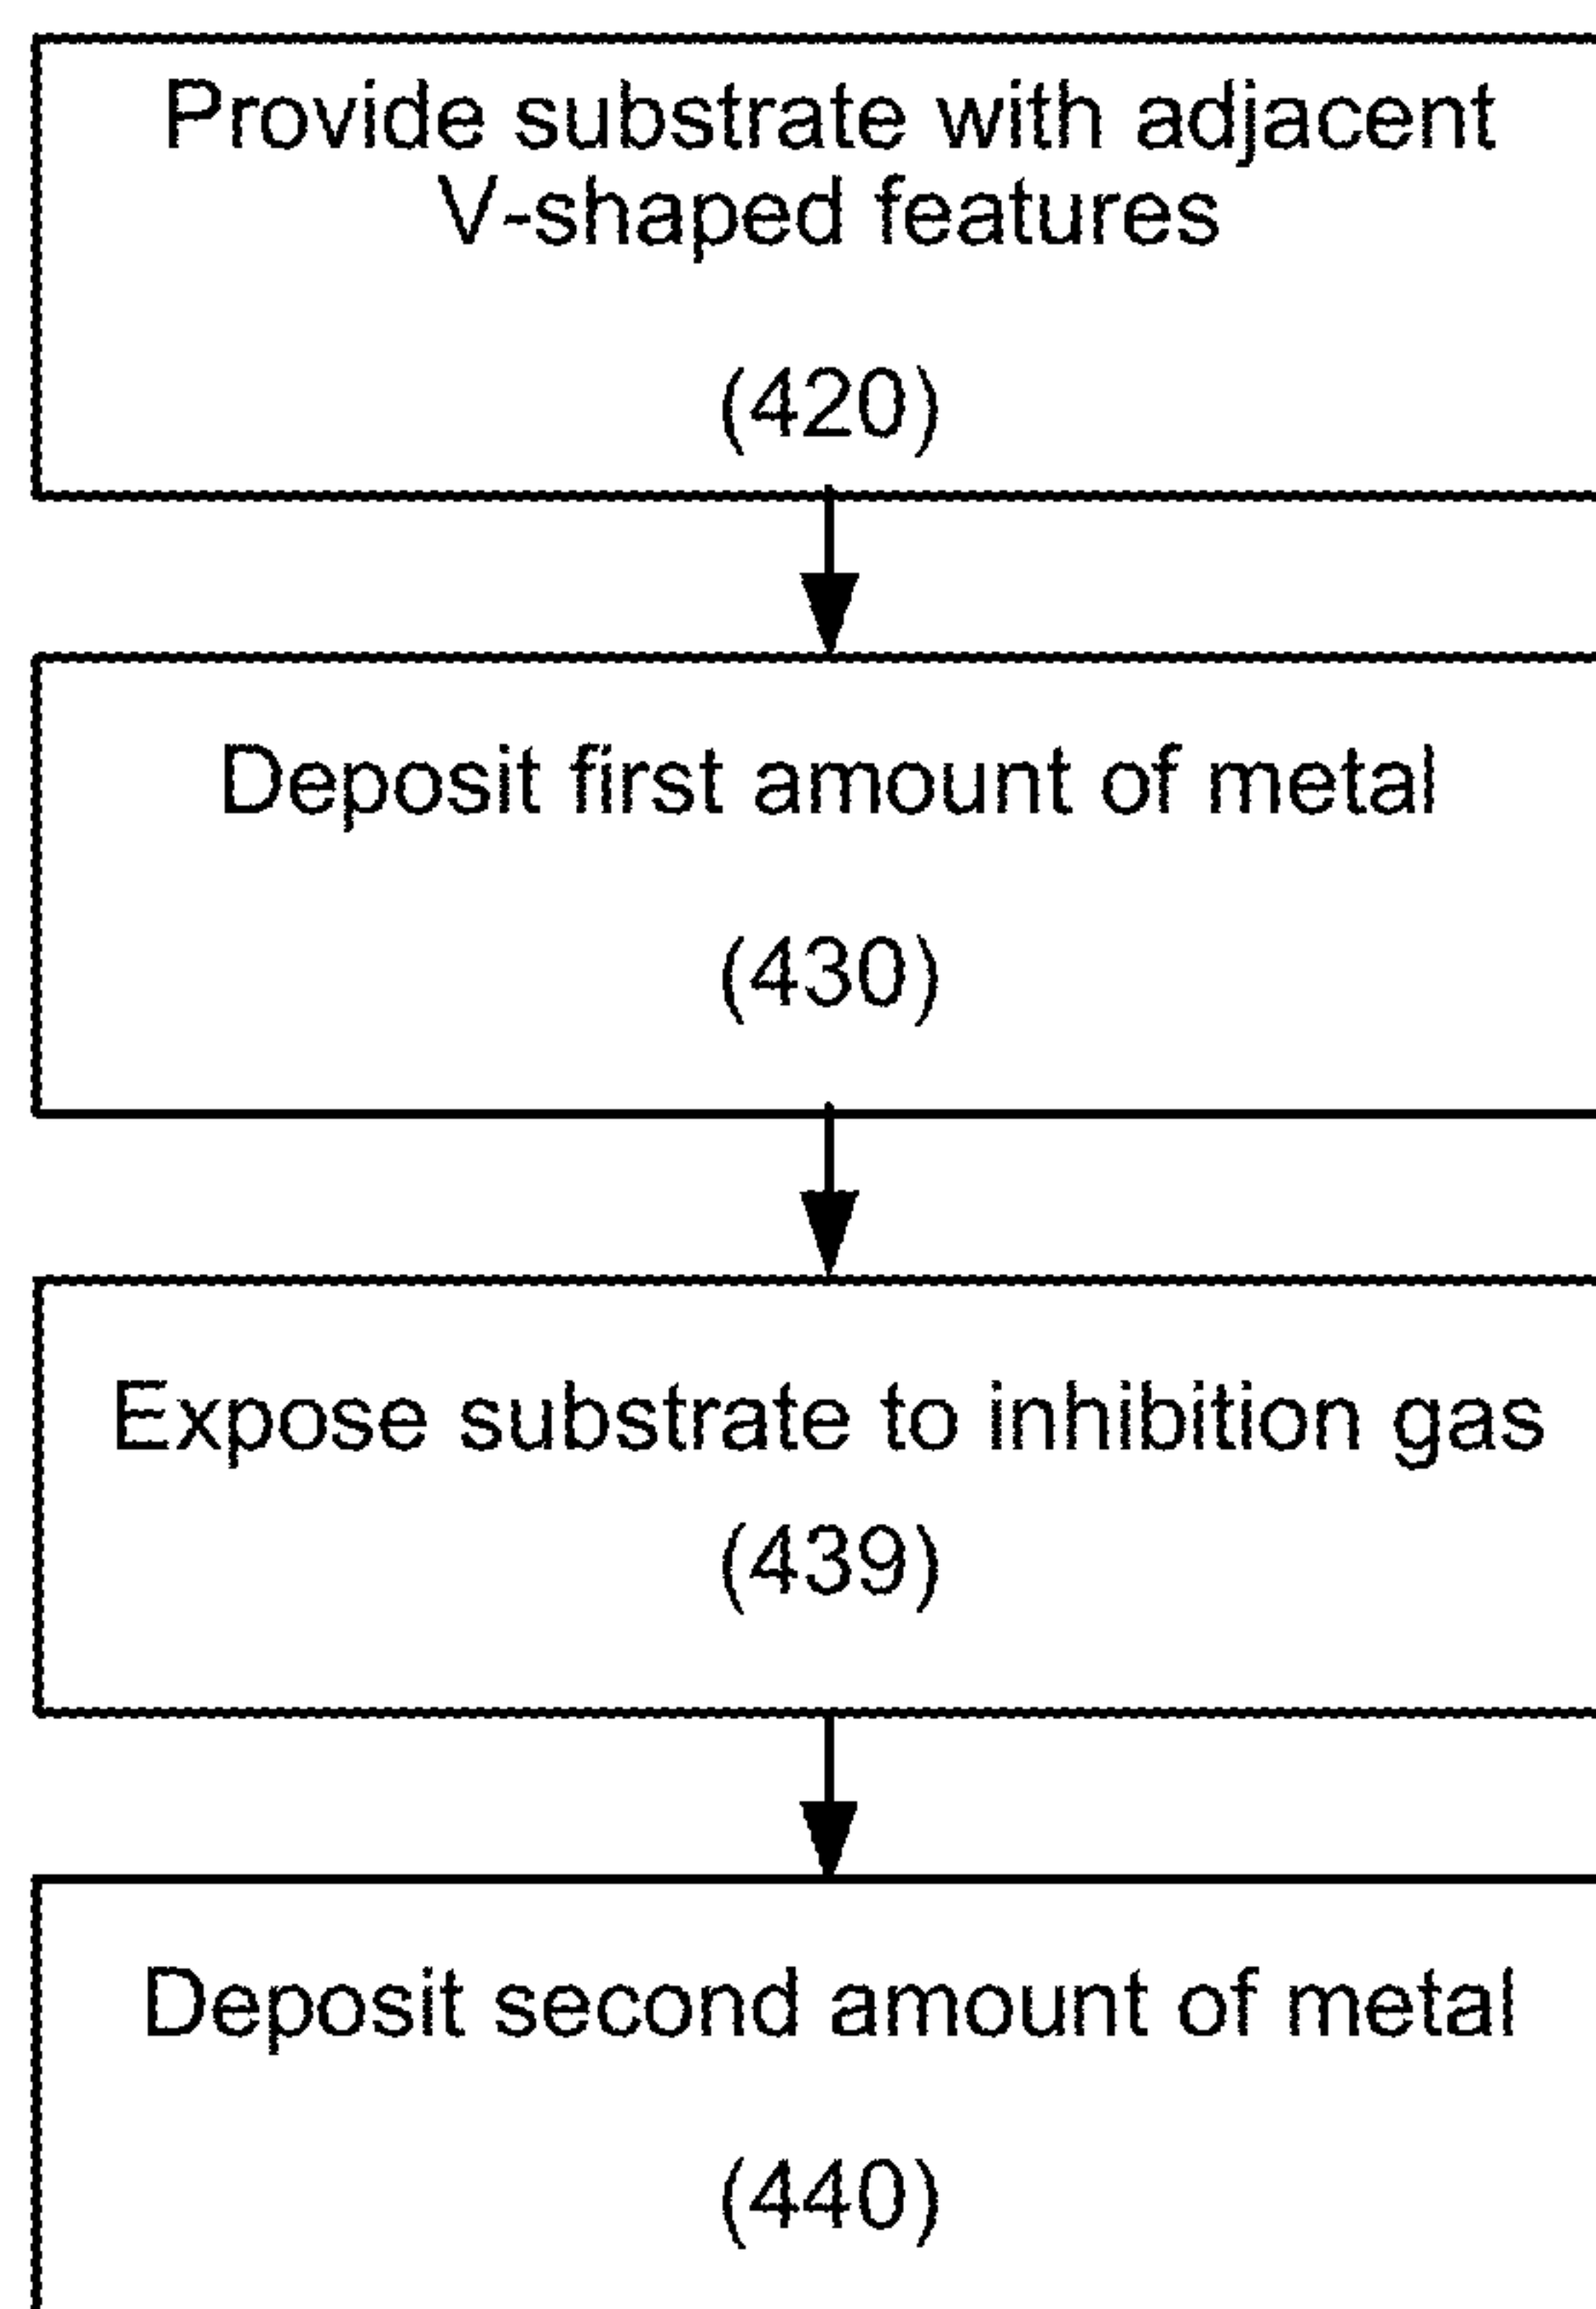 Provide substrate with adjacent
V-shaped features
(420)
Deposit first amount of metal
(430)
Expose substrate to inhibition gas
(439)
Deposit second amount of metal
(440)